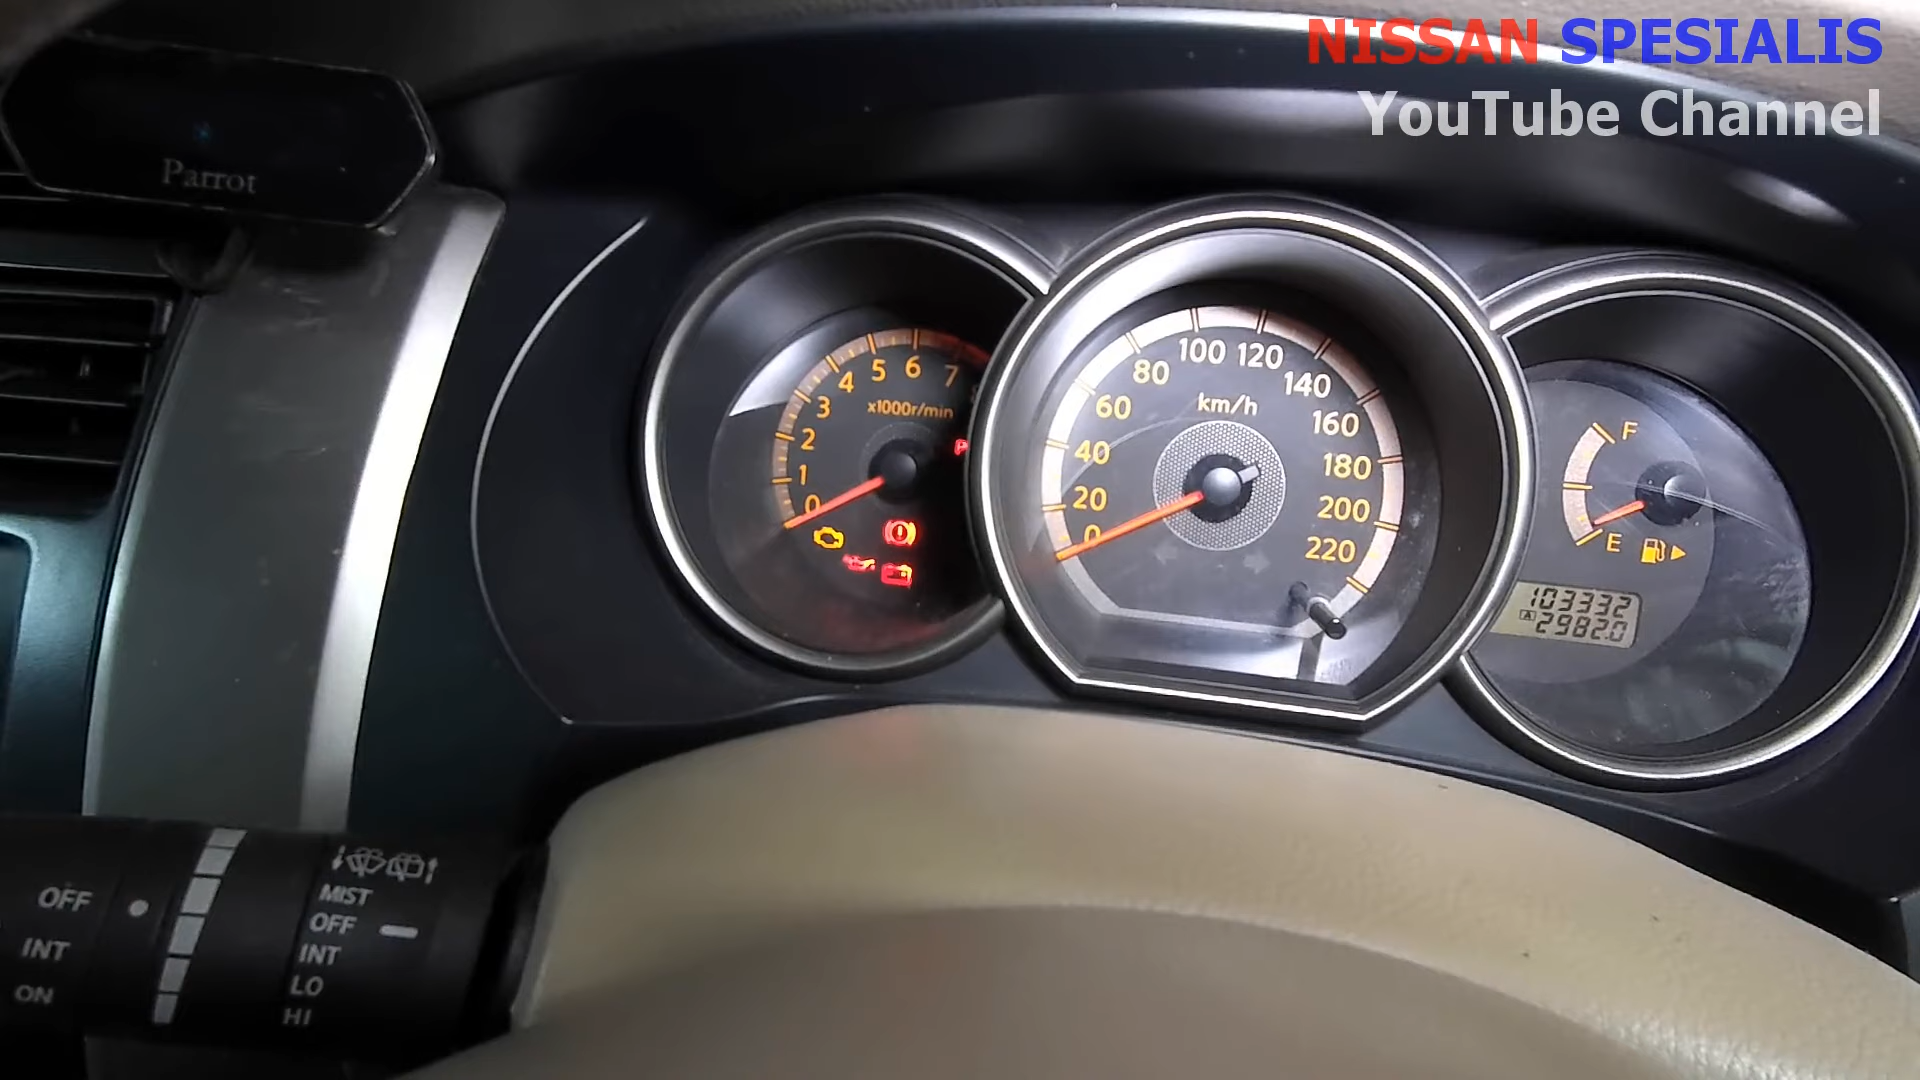 NISSAN SPESIALIS
YouTube Channel
Parrot
0
1
2
3
4
5
6
7
x1000r/min
P
0
20
40
60
80
100
120
140
160
180
200
220
km/h
F
E
103332
A 2982.0
OFF
INT
ON
MIST
OFF
INT
LO
HI